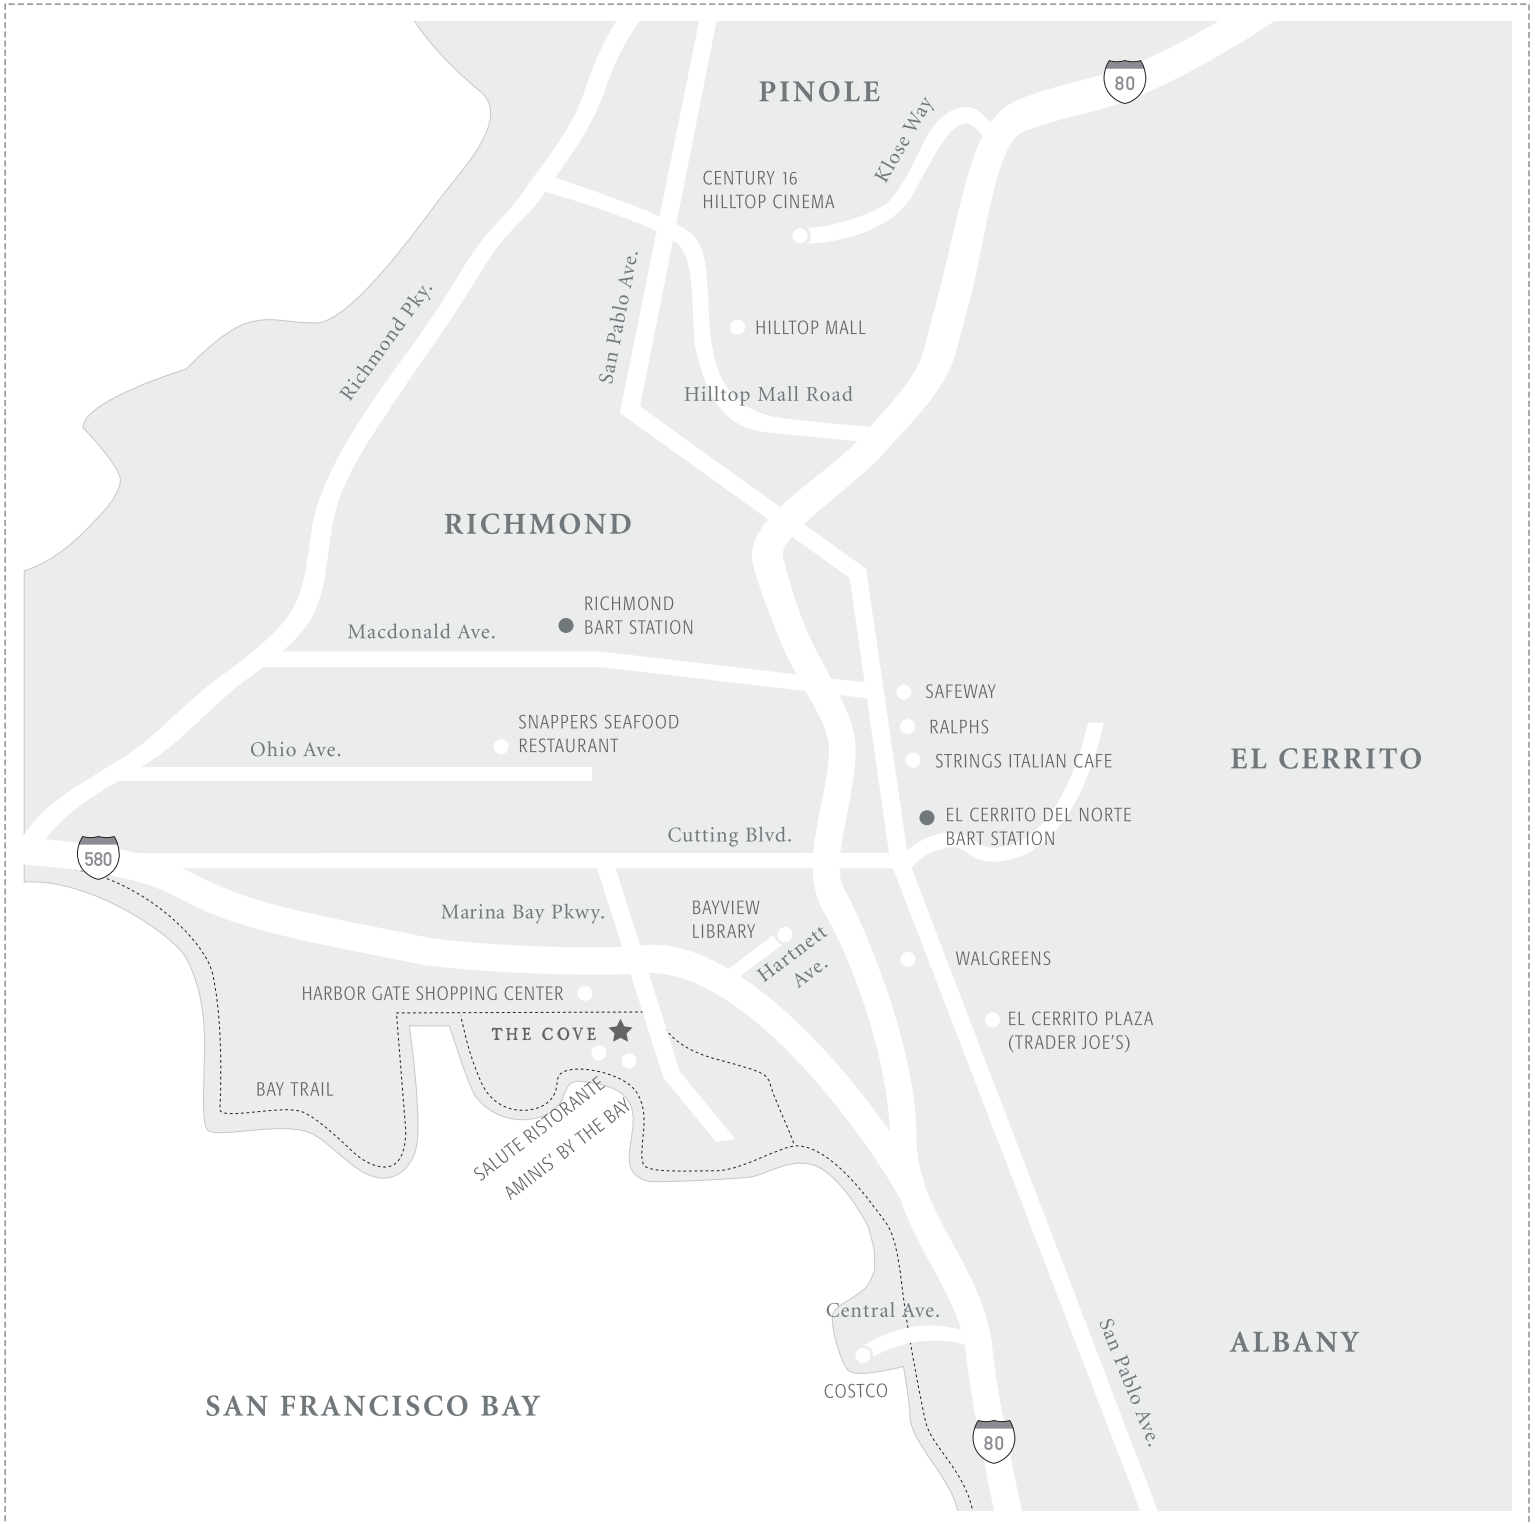 PINOLE
80
Klose Way
CENTURY 16
HILLTOP CINEMA
San Pablo Ave.
Richmond Pky.
HILLTOP MALL
Hilltop Mall Road
RICHMOND
RICHMOND
BART STATION
Macdonald Ave.
SAFEWAY
SNAPPERS SEAFOOD
RESTAURANT
RALPHS
Ohio Ave.
STRINGS ITALIAN CAFE
EL CERRITO
EL CERRITO DEL NORTE
BART STATION
Cutting Blvd.
580
Marina Bay Pkwy.
BAYVIEW
LIBRARY
Hartnett
Ave.
WALGREENS
HARBOR GATE SHOPPING CENTER
THE COVE
EL CERRITO PLAZA
(TRADER JOE'S)
BAY TRAIL
SALUTE RISTORANTE
AMINIS' BY THE BAY
Central Ave.
San Pablo Ave.
ALBANY
COSTCO
SAN FRANCISCO BAY
80